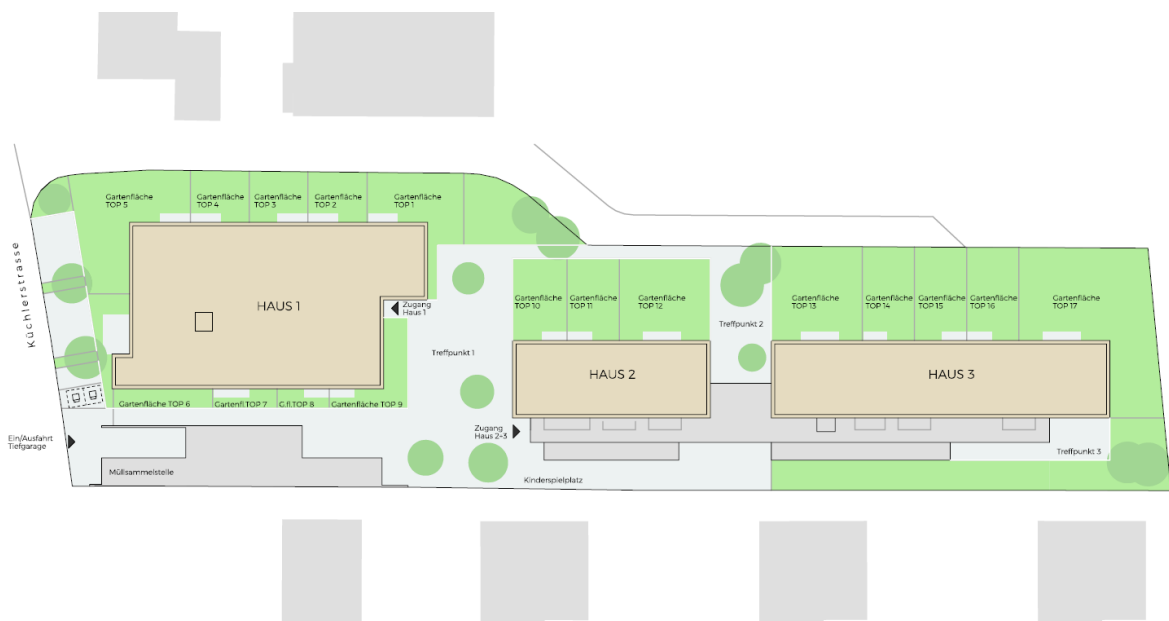 Gartenfläche
TOP 5
Gartenfläche
TOP 4
Gartenfläche
TOP 3
Gartenfläche
TOP 2
Gartenfläche
TOP 1
Küchlerstrasse
HAUS 1
Zugang
Haus 1
Gartenfläche
TOP 10
Gartenfläche
TOP 11
Gartenfläche
TOP 12
Gartenfläche
TOP 13
Gartenfläche
TOP 14
Gartenfläche
TOP 15
Gartenfläche
TOP 16
Gartenfläche
TOP 17
Treffpunkt 2
Treffpunkt 1
HAUS 2
HAUS 3
Gartenfläche TOP 6
Gartenfl.TOP 7
G.fl.TOP 8
Gartenfläche TOP 9
Ein/Ausfahrt
Tiefgarage
Zugang
Haus 2-3
Müllsammelstelle
Kinderspielplatz
Treffpunkt 3